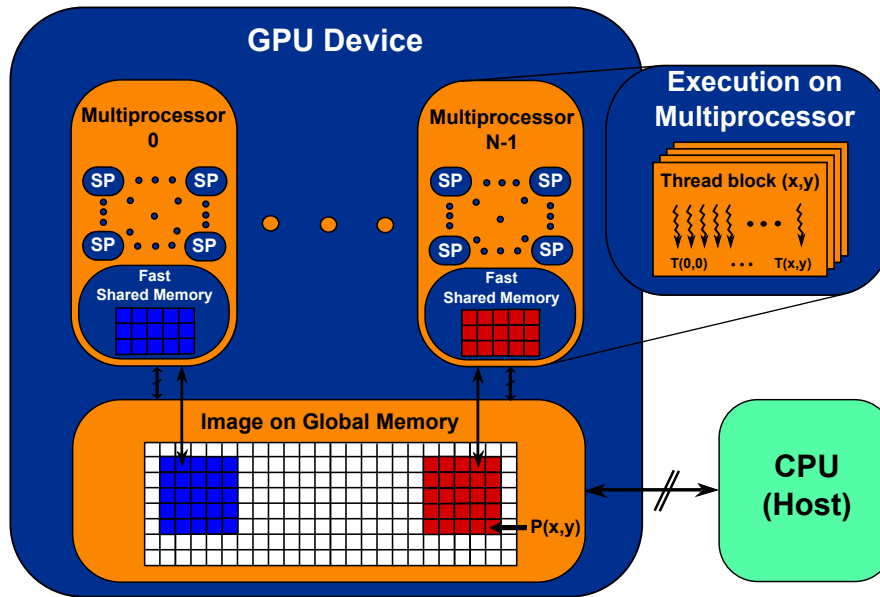 GPU Device
Multiprocessor
0
SP
SP
SP
SP
Fast
Shared Memory
Multiprocessor
N-1
SP
SP
SP
SP
Fast
Shared Memory
Execution on
Multiprocessor
Thread block (x,y)
T(0,0) ... T(x,y)
Image on Global Memory
P(x,y)
CPU
(Host)